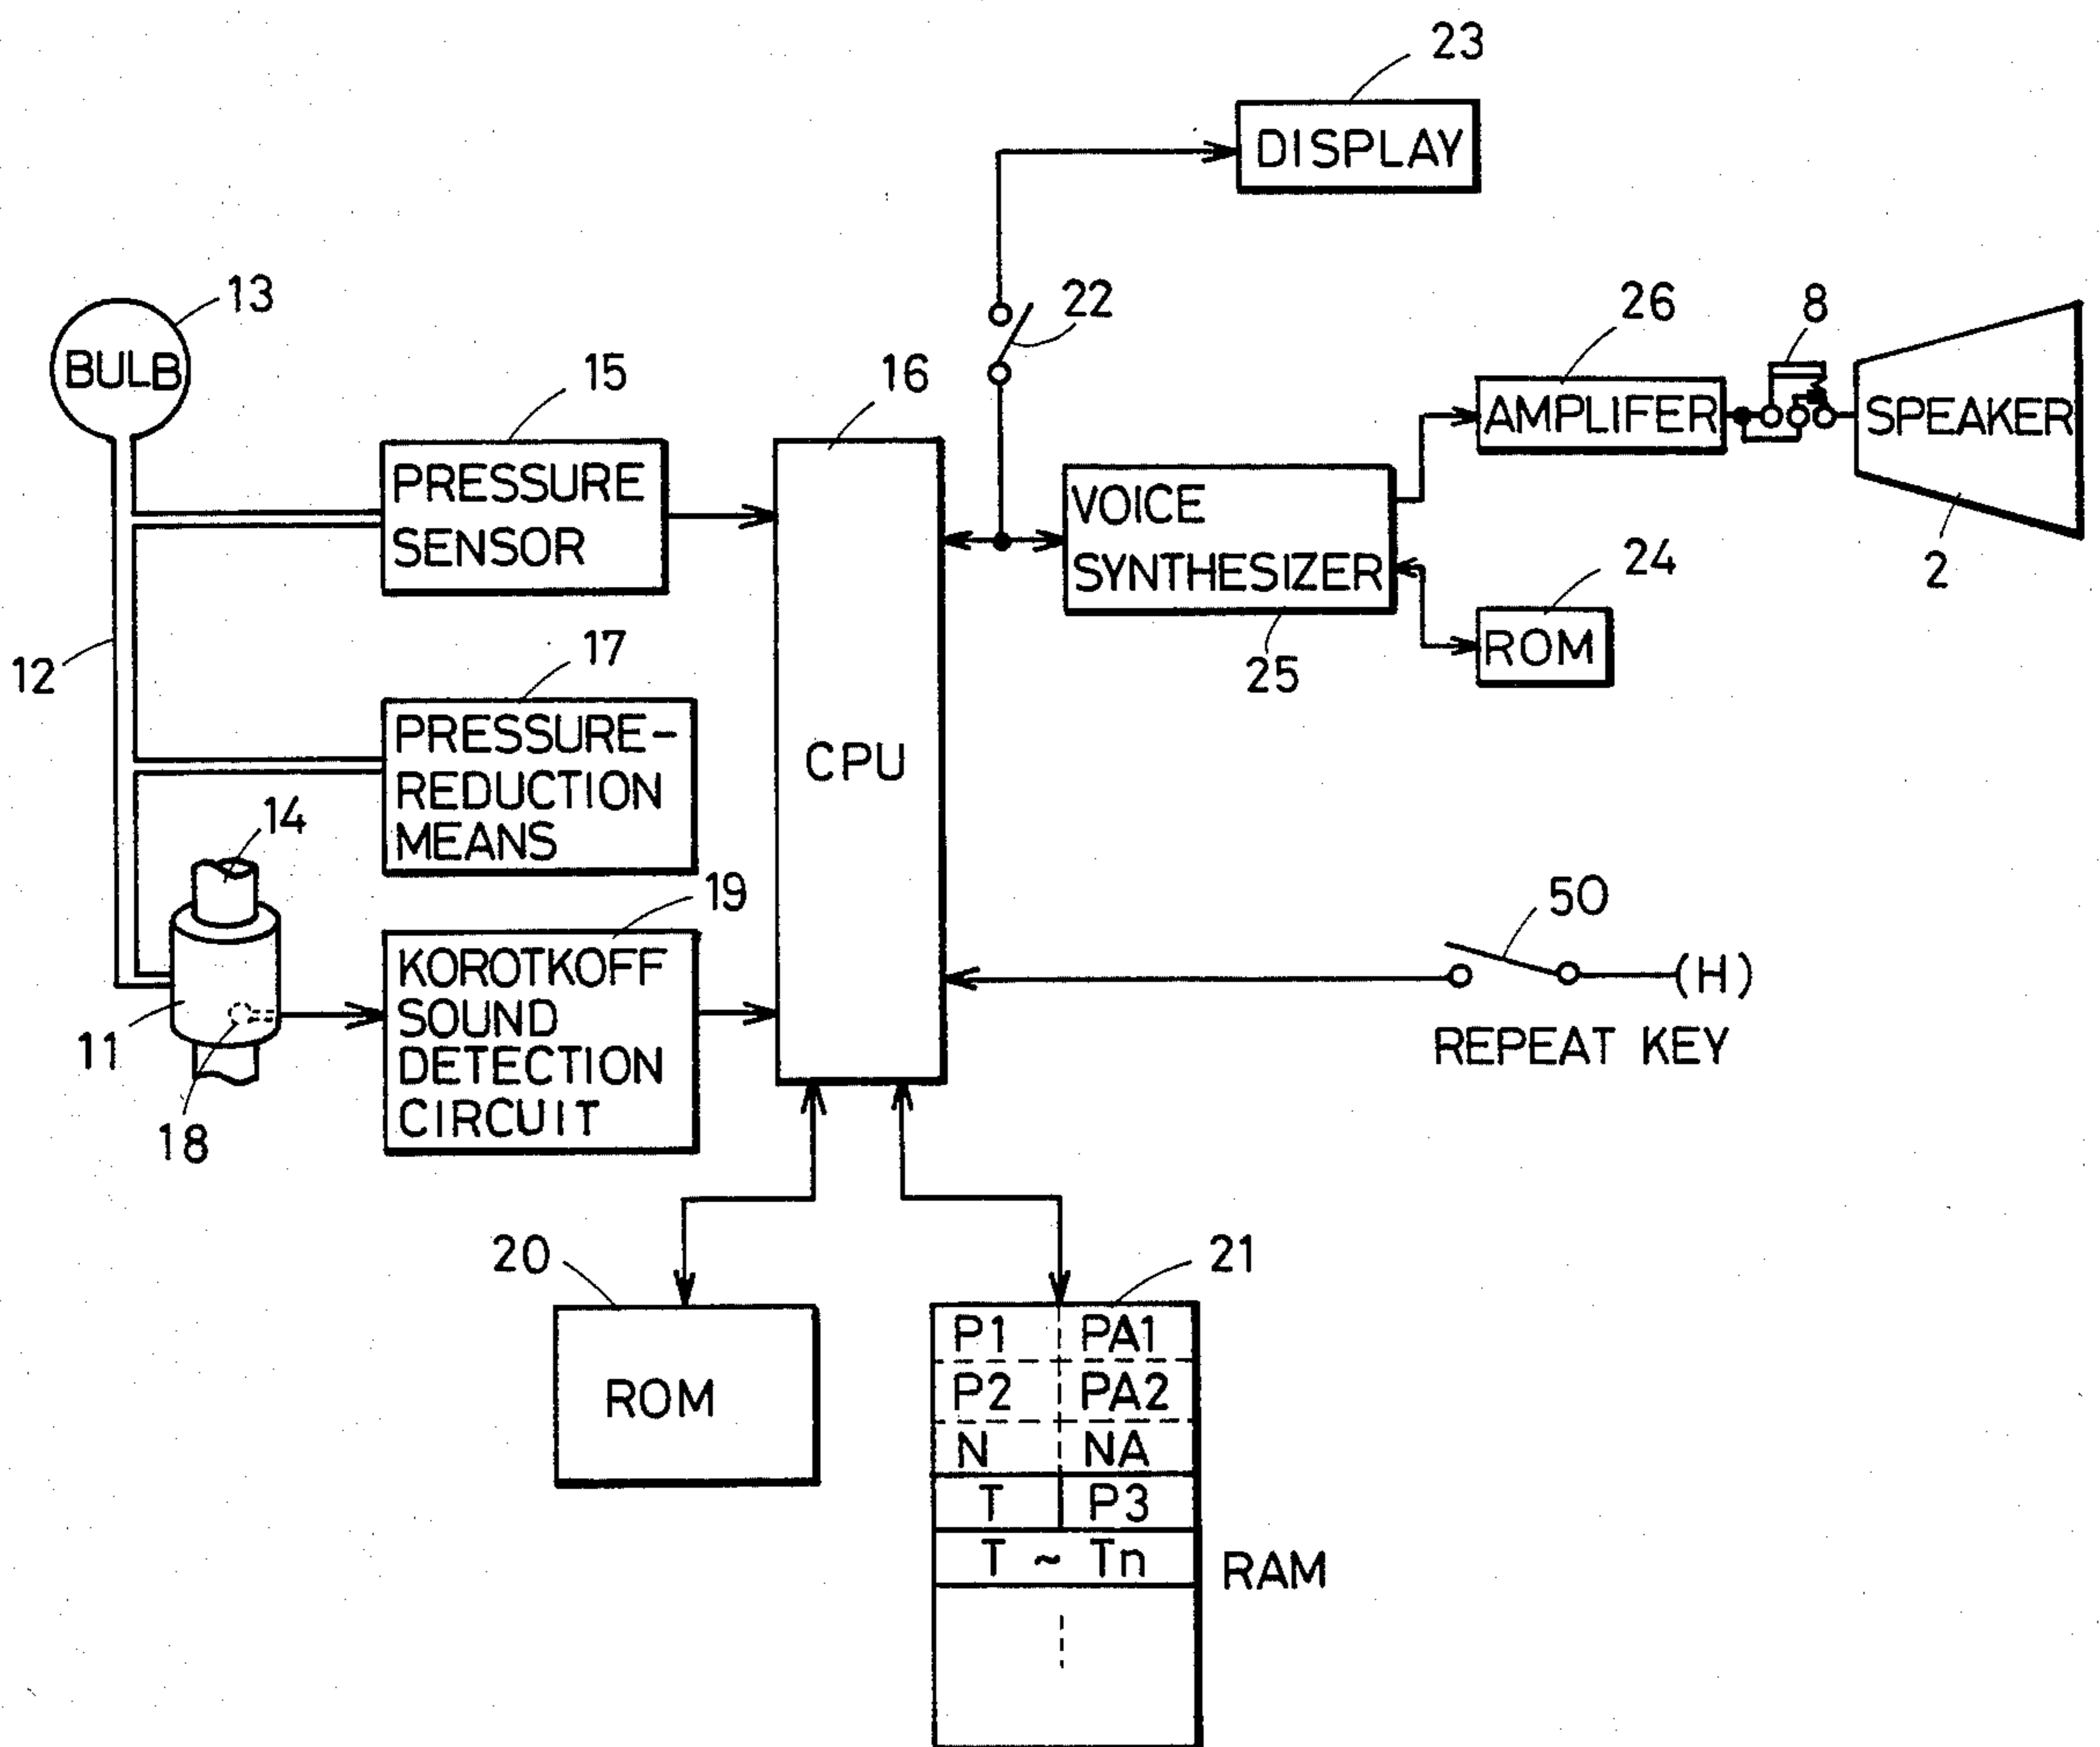 23
DISPLAY
13
BULB
22
26
8
15
16
AMPLIFER
SPEAKER
PRESSURE
SENSOR
VOICE
SYNTHESIZER
2
24
ROM
25
12
17
PRESSURE-
REDUCTION
MEANS
CPU
14
19
50
KOROTKOFF
SOUND
DETECTION
CIRCUIT
(H)
REPEAT KEY
11
18
20
21
ROM
P1 PA1
P2 PA2
N NA
T P3
T ~ Tn
RAM